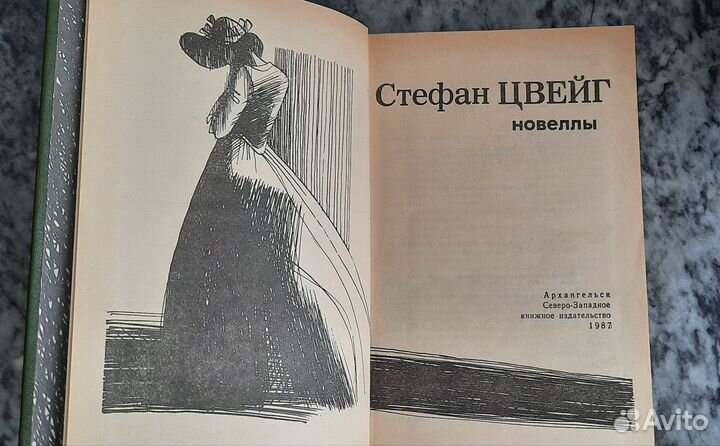 Стефан ЦВЕЙГ
новеллы
Архангельск
Северо-Западное
книжное издательство
1987
Avito